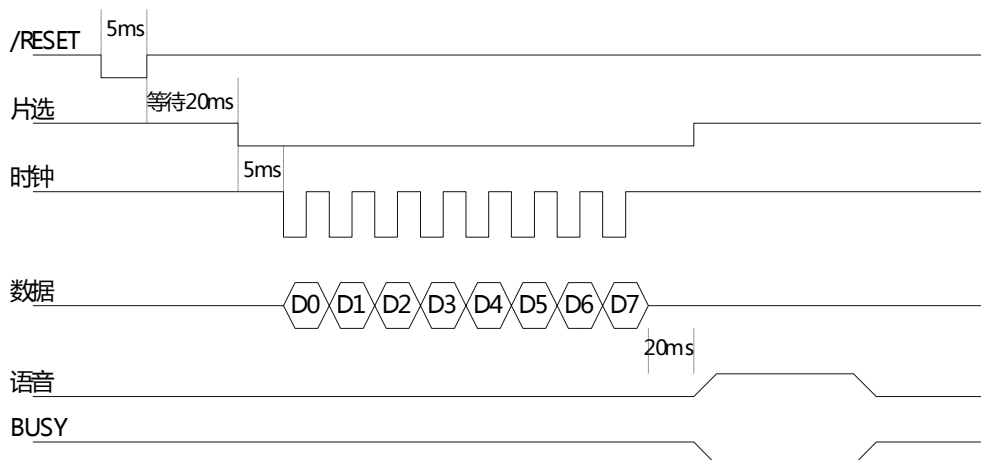 5ms
/RESET
等待20ms
片选
5ms
时钟
数据
D0 D1 D2 D3 D4 D5 D6 D7
20ms
语音
BUSY